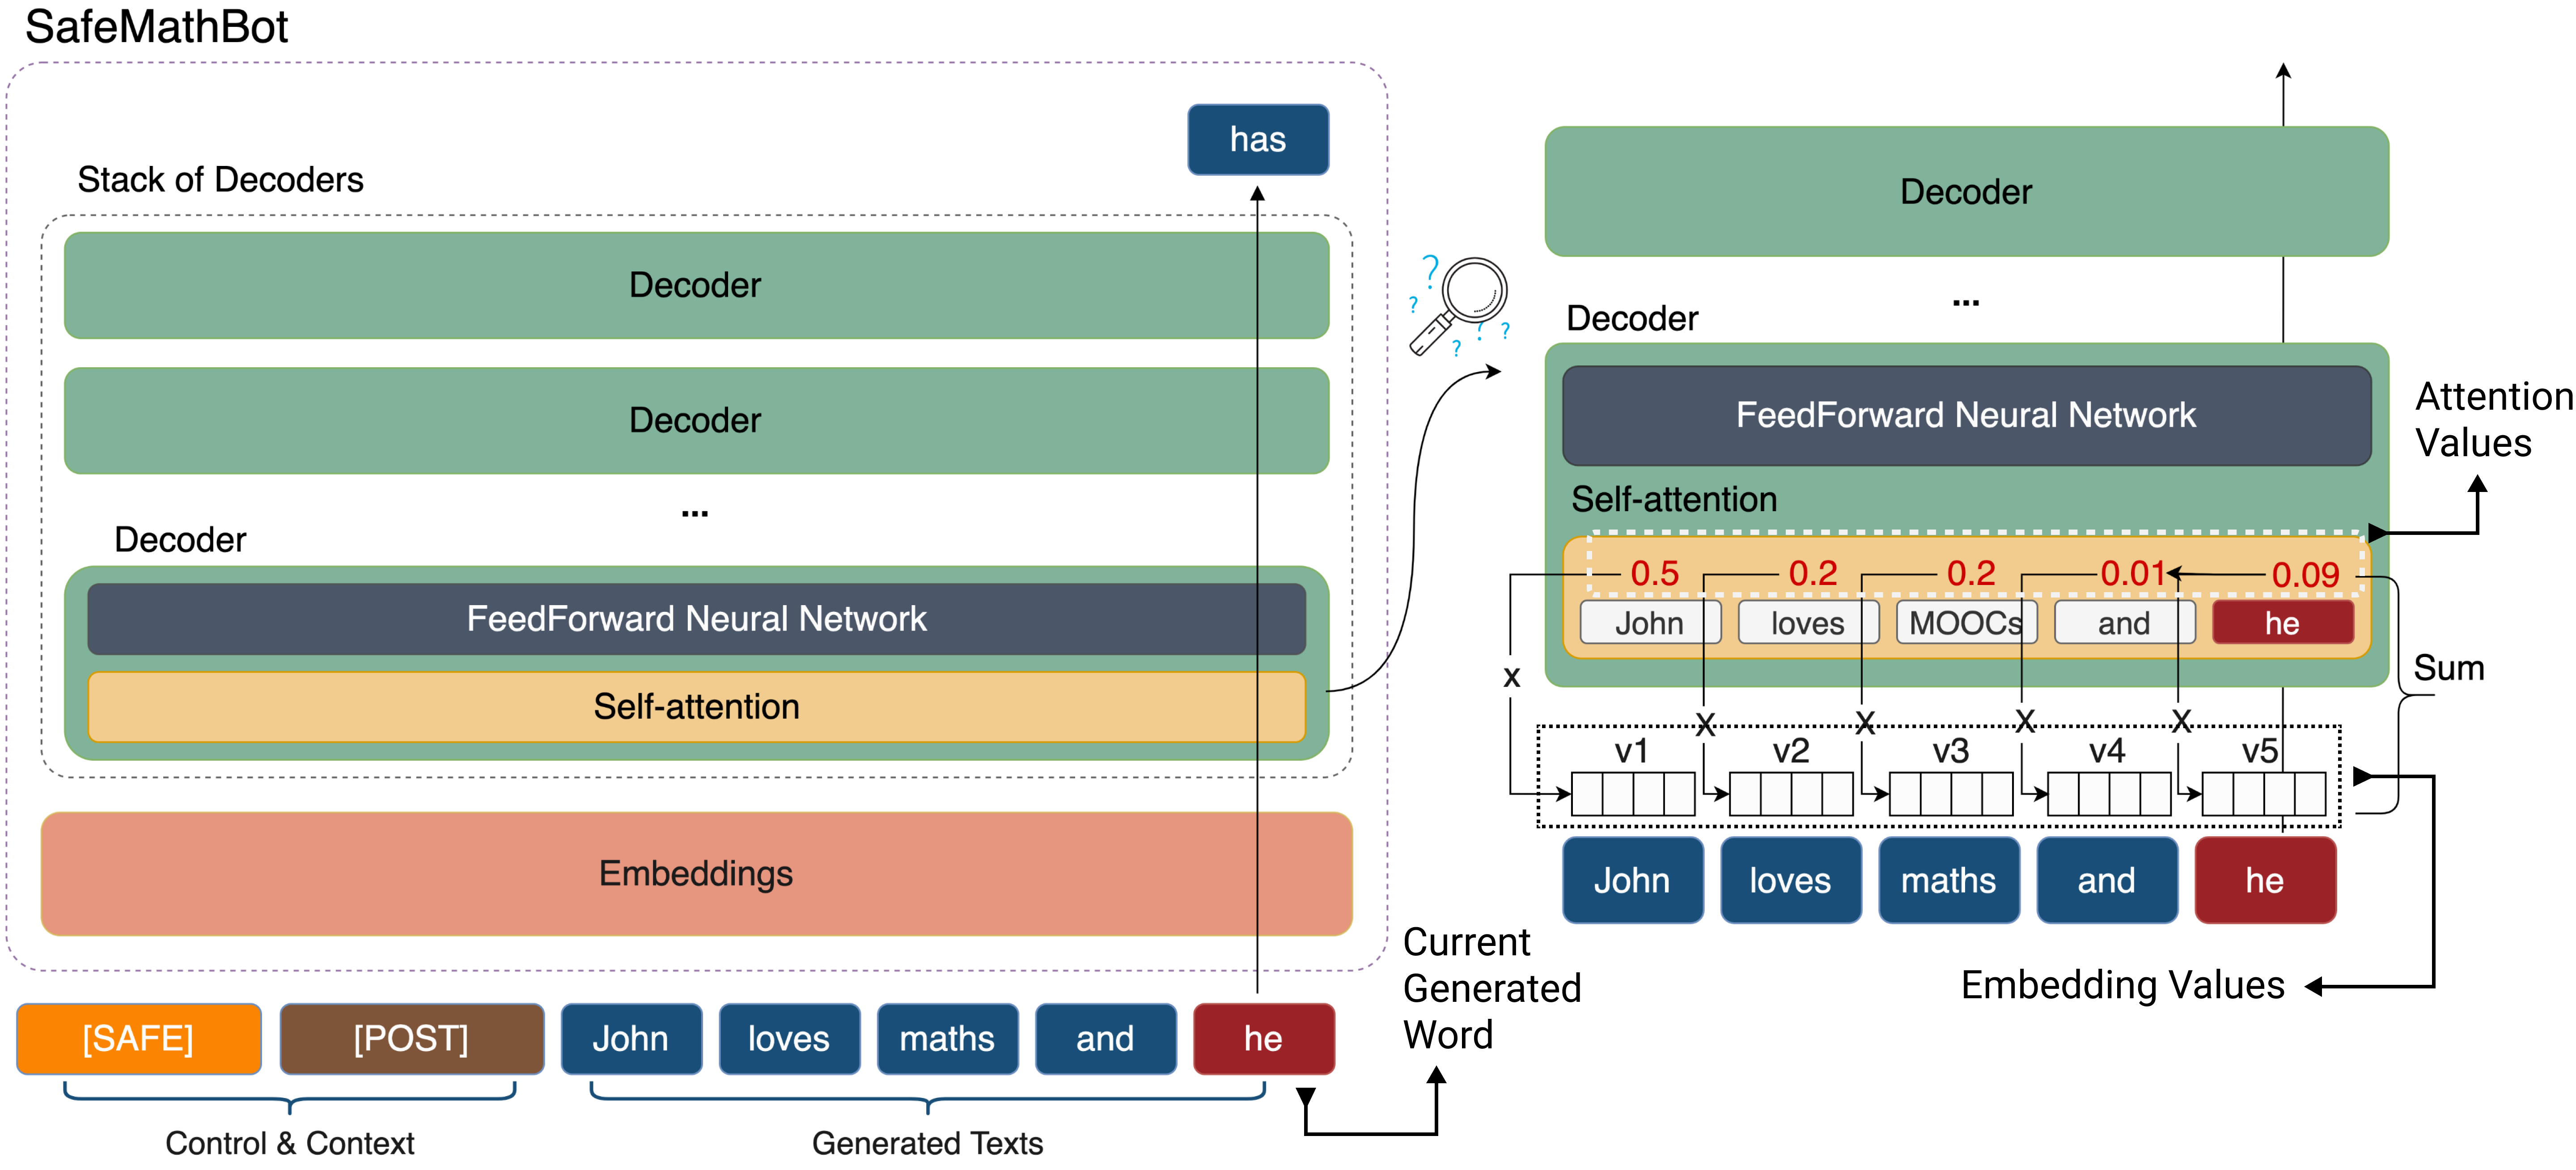 SafeMathBot
has
Stack of Decoders
Decoder
Decoder
...
Decoder
FeedForward Neural Network
Self-attention
Embeddings
[SAFE] [POST] John loves maths and he
Control & Context
Generated Texts
Current
Generated
Word
? ? ? ? ?
Decoder
...
Decoder
FeedForward Neural Network
Attention
Values
Self-attention
0.5 0.2 0.2 0.01 0.09
John loves MOOCs and he
Sum
x X X X X
v1 v2 v3 v4 v5
John loves maths and he
Embedding Values